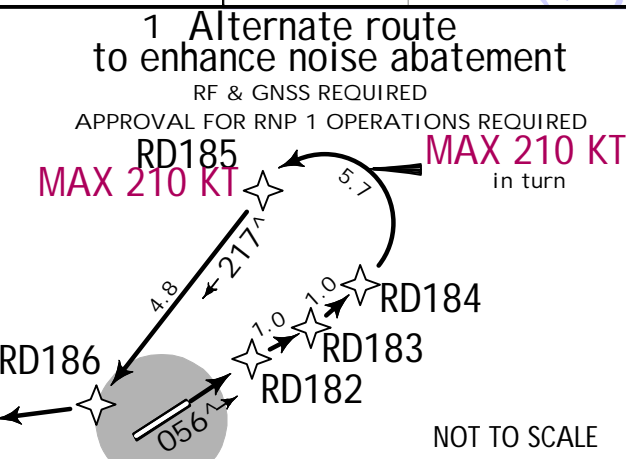 1 Alternate route
to enhance noise abatement
RF & GNSS REQUIRED
APPROVAL FOR RNP 1 OPERATIONS REQUIRED
RD185
MAX 210 KT
MAX 210 KT
in turn
5.7
217^
4.8
1.0
1.0
RD184
RD183
RD182
RD186
056^
NOT TO SCALE